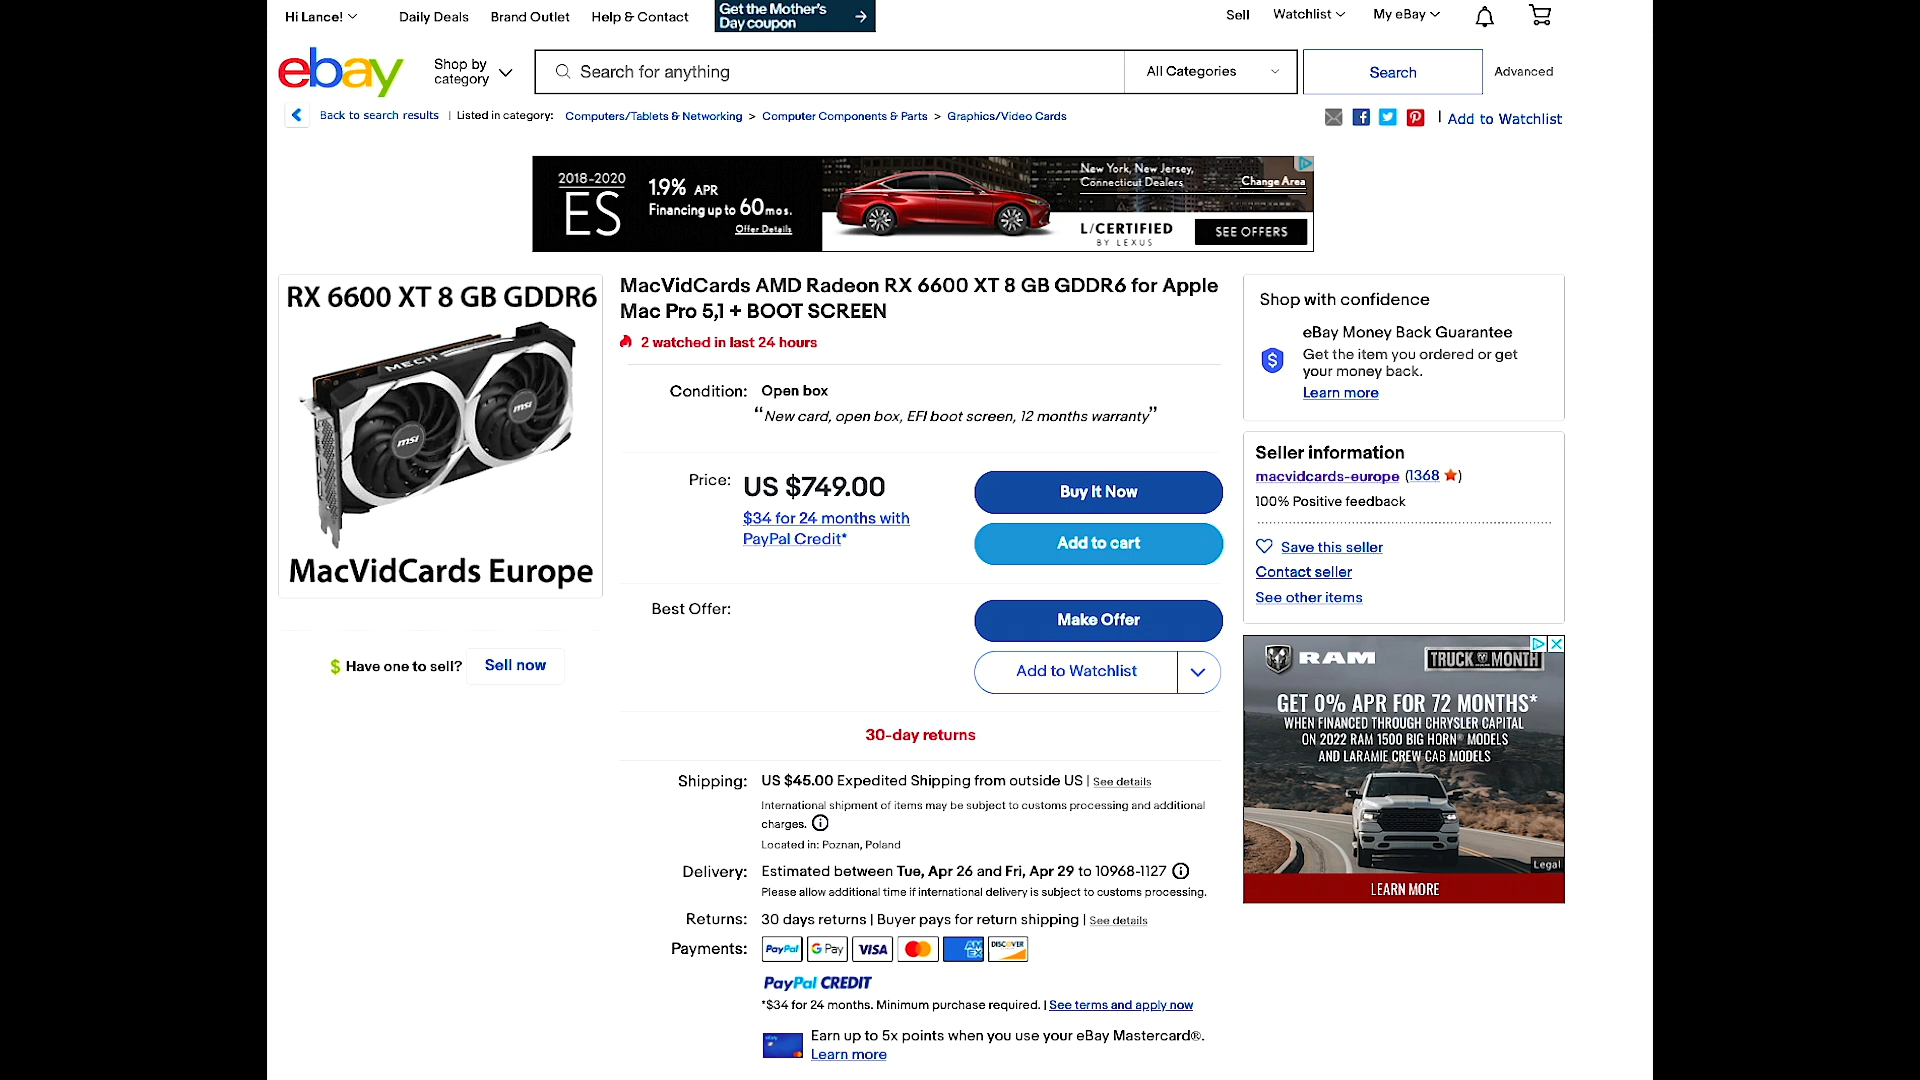 Hi Lance!
Daily Deals
Brand Outlet
Help & Contact
Get the Mother's
Day coupon
Sell
Watchlist
My eBay
ebay
Shop by
category
Search for anything
All Categories
Search
Advanced
Back to search results
| Listed in category:
Computers/Tablets & Networking > Computer Components & Parts > Graphics/Video Cards
| Add to Watchlist
2018-2020
ES
1.9% APR
Financing up to 60 mos.
Offer Details
New York, New Jersey,
Connecticut Dealers
Change Area
L/CERTIFIED
BY LEXUS
SEE OFFERS
RX 6600 XT 8 GB GDDR6
MECH
msi
msi
MacVidCards Europe
$ Have one to sell?
Sell now
MacVidCards AMD Radeon RX 6600 XT 8 GB GDDR6 for Apple
Mac Pro 5,1 + BOOT SCREEN
2 watched in last 24 hours
Condition: Open box
“New card, open box, EFI boot screen, 12 months warranty”
Price: US $749.00
$34 for 24 months with
PayPal Credit*
Buy It Now
Add to cart
Best Offer:
Make Offer
Add to Watchlist
30-day returns
Shipping: US $45.00 Expedited Shipping from outside US | See details
International shipment of items may be subject to customs processing and additional
charges.
Located in: Poznan, Poland
Delivery: Estimated between Tue, Apr 26 and Fri, Apr 29 to 10968-1127
Please allow additional time if international delivery is subject to customs processing.
Returns: 30 days returns | Buyer pays for return shipping | See details
Payments: PayPal G Pay VISA AM EX DISCOVER
PayPal CREDIT
*$34 for 24 months. Minimum purchase required. | See terms and apply now
Earn up to 5x points when you use your eBay Mastercard®.
Learn more
Shop with confidence
eBay Money Back Guarantee
Get the item you ordered or get
your money back.
Learn more
Seller information
macvidcards-europe (1368)
100% Positive feedback
Save this seller
Contact seller
See other items
RAM
TRUCK MONTH
GET 0% APR FOR 72 MONTHS*
WHEN FINANCED THROUGH CHRYSLER CAPITAL
ON 2022 RAM 1500 BIG HORN® MODELS
AND LARAMIE CREW CAB MODELS
Legal
LEARN MORE